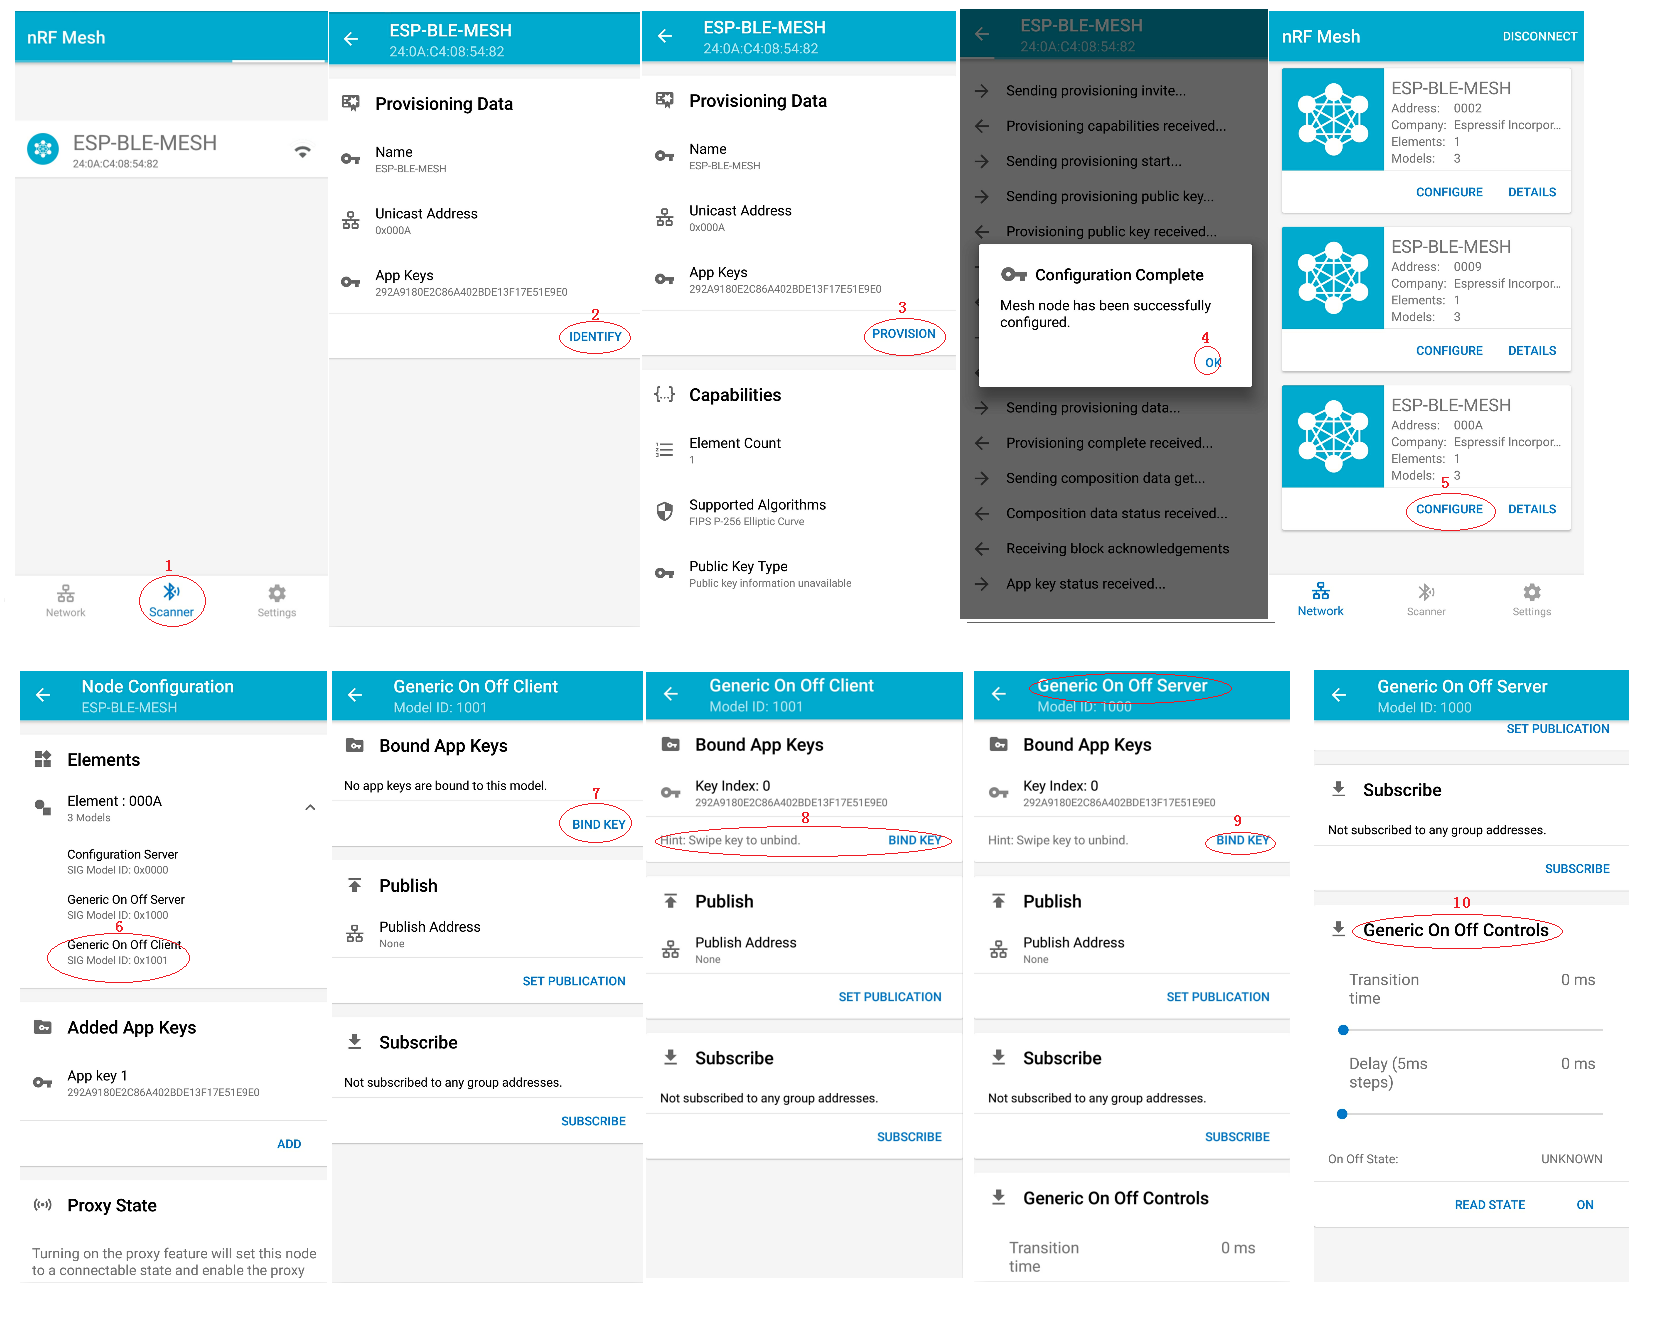 nRF Mesh
ESP-BLE-MESH
24:0A:C4:08:54:82
1
Network
Scanner
Settings
ESP-BLE-MESH
24:0A:C4:08:54:82
Provisioning Data
Name
ESP-BLE-MESH
Unicast Address
0x000A
App Keys
292A9180E2C86A402BDE13F17E51E9E0
2
IDENTIFY
ESP-BLE-MESH
24:0A:C4:08:54:82
Provisioning Data
Name
ESP-BLE-MESH
Unicast Address
0x000A
App Keys
292A9180E2C86A402BDE13F17E51E9E0
3
PROVISION
Capabilities
Element Count
1
Supported Algorithms
FIPS P-256 Elliptic Curve
Public Key Type
Public key information unavailable
ESP-BLE-MESH
24:0A:C4:08:54:82
Sending provisioning invite...
Provisioning capabilities received...
Sending provisioning start...
Sending provisioning public key...
Provisioning public key received...
Configuration Complete
Mesh node has been successfully
configured.
4
OK
Sending provisioning data...
Provisioning complete received...
Sending composition data get...
Composition data status received...
Receiving block acknowledgements
App key status received...
nRF Mesh DISCONNECT
ESP-BLE-MESH
Address: 0002
Company: Espressif Incorpor...
Elements: 1
Models: 3
CONFIGURE DETAILS
ESP-BLE-MESH
Address: 0009
Company: Espressif Incorpor...
Elements: 1
Models: 3
CONFIGURE DETAILS
ESP-BLE-MESH
Address: 000A
Company: Espressif Incorpor...
Elements: 1
Models: 3
5
CONFIGURE DETAILS
Network
Scanner
Settings
Node Configuration
ESP-BLE-MESH
Elements
Element : 000A
3 Models
Configuration Server
SIG Model ID: 0x0000
Generic On Off Server
SIG Model ID: 0x1000
6
Generic On Off Client
SIG Model ID: 0x1001
Added App Keys
App key 1
292A9180E2C86A402BDE13F17E51E9E0
ADD
Proxy State
Turning on the proxy feature will set this node
to a connectable state and enable the proxy
Generic On Off Client
Model ID: 1001
Bound App Keys
No app keys are bound to this model.
7
BIND KEY
Publish
Publish Address
None
SET PUBLICATION
Subscribe
Not subscribed to any group addresses.
SUBSCRIBE
Generic On Off Client
Model ID: 1001
Bound App Keys
Key Index: 0
292A9180E2C86A402BDE13F17E51E9E0
8
Hint: Swipe key to unbind. BIND KEY
Publish
Publish Address
None
SET PUBLICATION
Subscribe
Not subscribed to any group addresses.
SUBSCRIBE
Generic On Off Server
Model ID: 1000
Bound App Keys
Key Index: 0
292A9180E2C86A402BDE13F17E51E9E0
9
Hint: Swipe key to unbind. BIND KEY
Publish
Publish Address
None
SET PUBLICATION
Subscribe
Not subscribed to any group addresses.
SUBSCRIBE
Generic On Off Controls
Transition 0 ms
time
Generic On Off Server
Model ID: 1000
SET PUBLICATION
Subscribe
Not subscribed to any group addresses.
SUBSCRIBE
10
Generic On Off Controls
Transition 0 ms
time
Delay (5ms 0 ms
steps)
On Off State: UNKNOWN
READ STATE ON